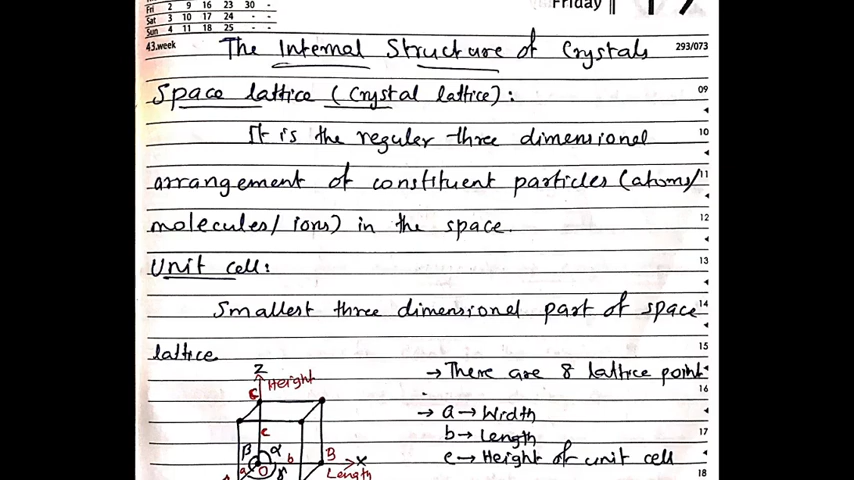 Friday
Fri 2 9 16 23 30 -
Sat 3 10 17 24 - -
Sun 4 11 18 25 - -
43.week
293/073
The Internal Structure of Crystals
Space lattice (Crystal lattice):
09
It is the reguler three dimensional
10
arrangement of constituent particles (atoms/
11
molecules/ ions) in the space.
12
Unit cell:
13
Smallest three dimensional part of space
14
lattice
15
→ There are 8 lattice point
16
→ a → Width
b → Length
17
c → Height of unit cell
18
Z
Height
C
c
β α
b
B
X
a O γ
Length